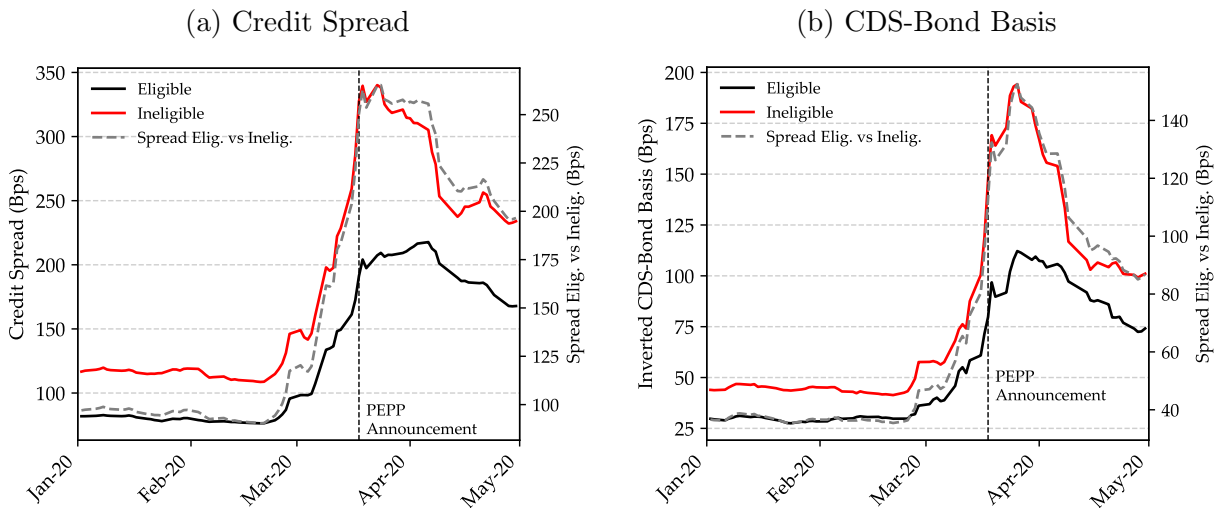 (a) Credit Spread
350
300
250
200
150
100
Credit Spread (Bps)
Eligible
Ineligible
Spread Elig. vs Inelig.
PEPP
Announcement
250
225
200
175
150
125
100
Spread Elig. vs Inelig. (Bps)
Jan-20
Feb-20
Mar-20
Apr-20
May-20
(b) CDS-Bond Basis
200
175
150
125
100
75
50
25
Inverted CDS-Bond Basis (Bps)
Eligible
Ineligible
Spread Elig. vs Inelig.
PEPP
Announcement
140
120
100
80
60
40
Spread Elig. vs Inelig. (Bps)
Jan-20
Feb-20
Mar-20
Apr-20
May-20